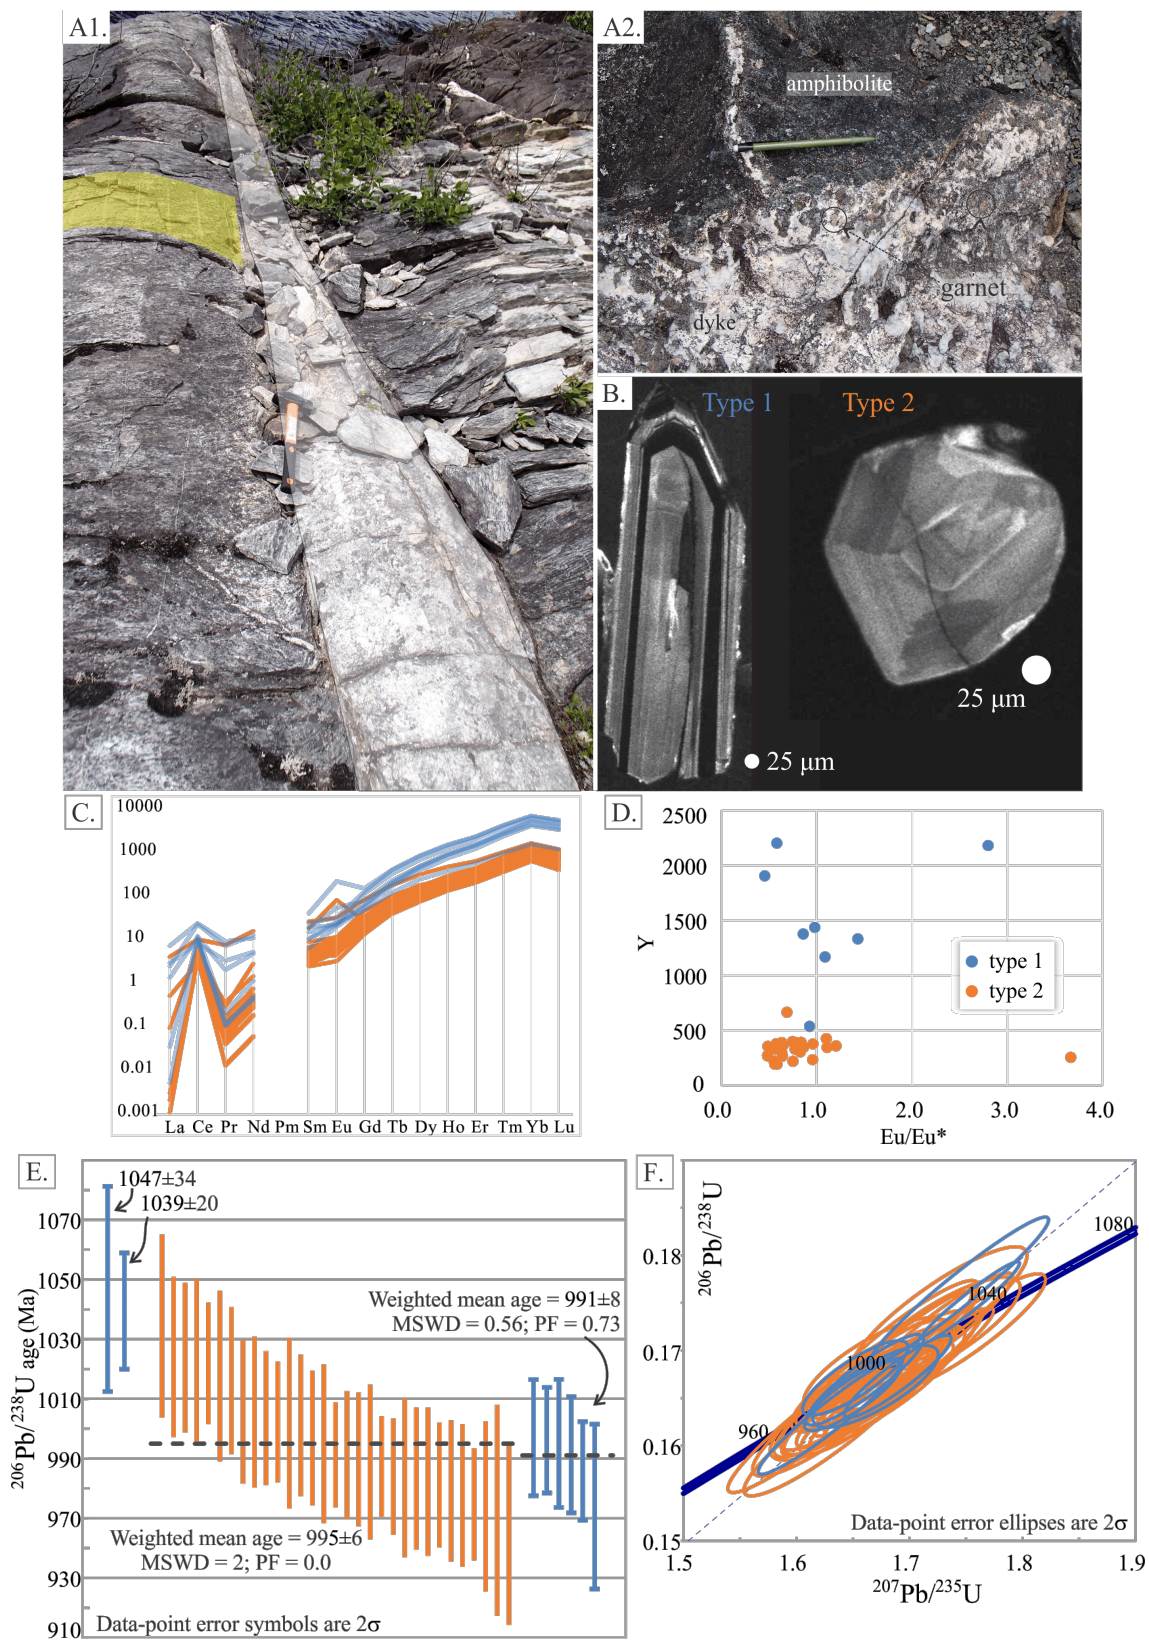 A1.
A2.
amphibolite
garnet
dyke
B.
Type 1
Type 2
25 µm
25 µm
C.
10000
1000
100
10
1
0.1
0.01
0.001
La Ce Pr Nd Pm Sm Eu Gd Tb Dy Ho Er Tm Yb Lu
D.
2500
2000
1500
1000
500
0
Y
type 1
type 2
0.0 1.0 2.0 3.0 4.0
Eu/Eu*
E.
1047±34
1039±20
1070
1050
1030
1010
990
970
950
930
910
206Pb/238U age (Ma)
Weighted mean age = 991±8
MSWD = 0.56; PF = 0.73
Weighted mean age = 995±6
MSWD = 2; PF = 0.0
Data-point error symbols are 2σ
F.
206Pb/238U
1080
1040
1000
960
0.18
0.17
0.16
0.15
Data-point error ellipses are 2σ
1.5 1.6 1.7 1.8 1.9
207Pb/235U